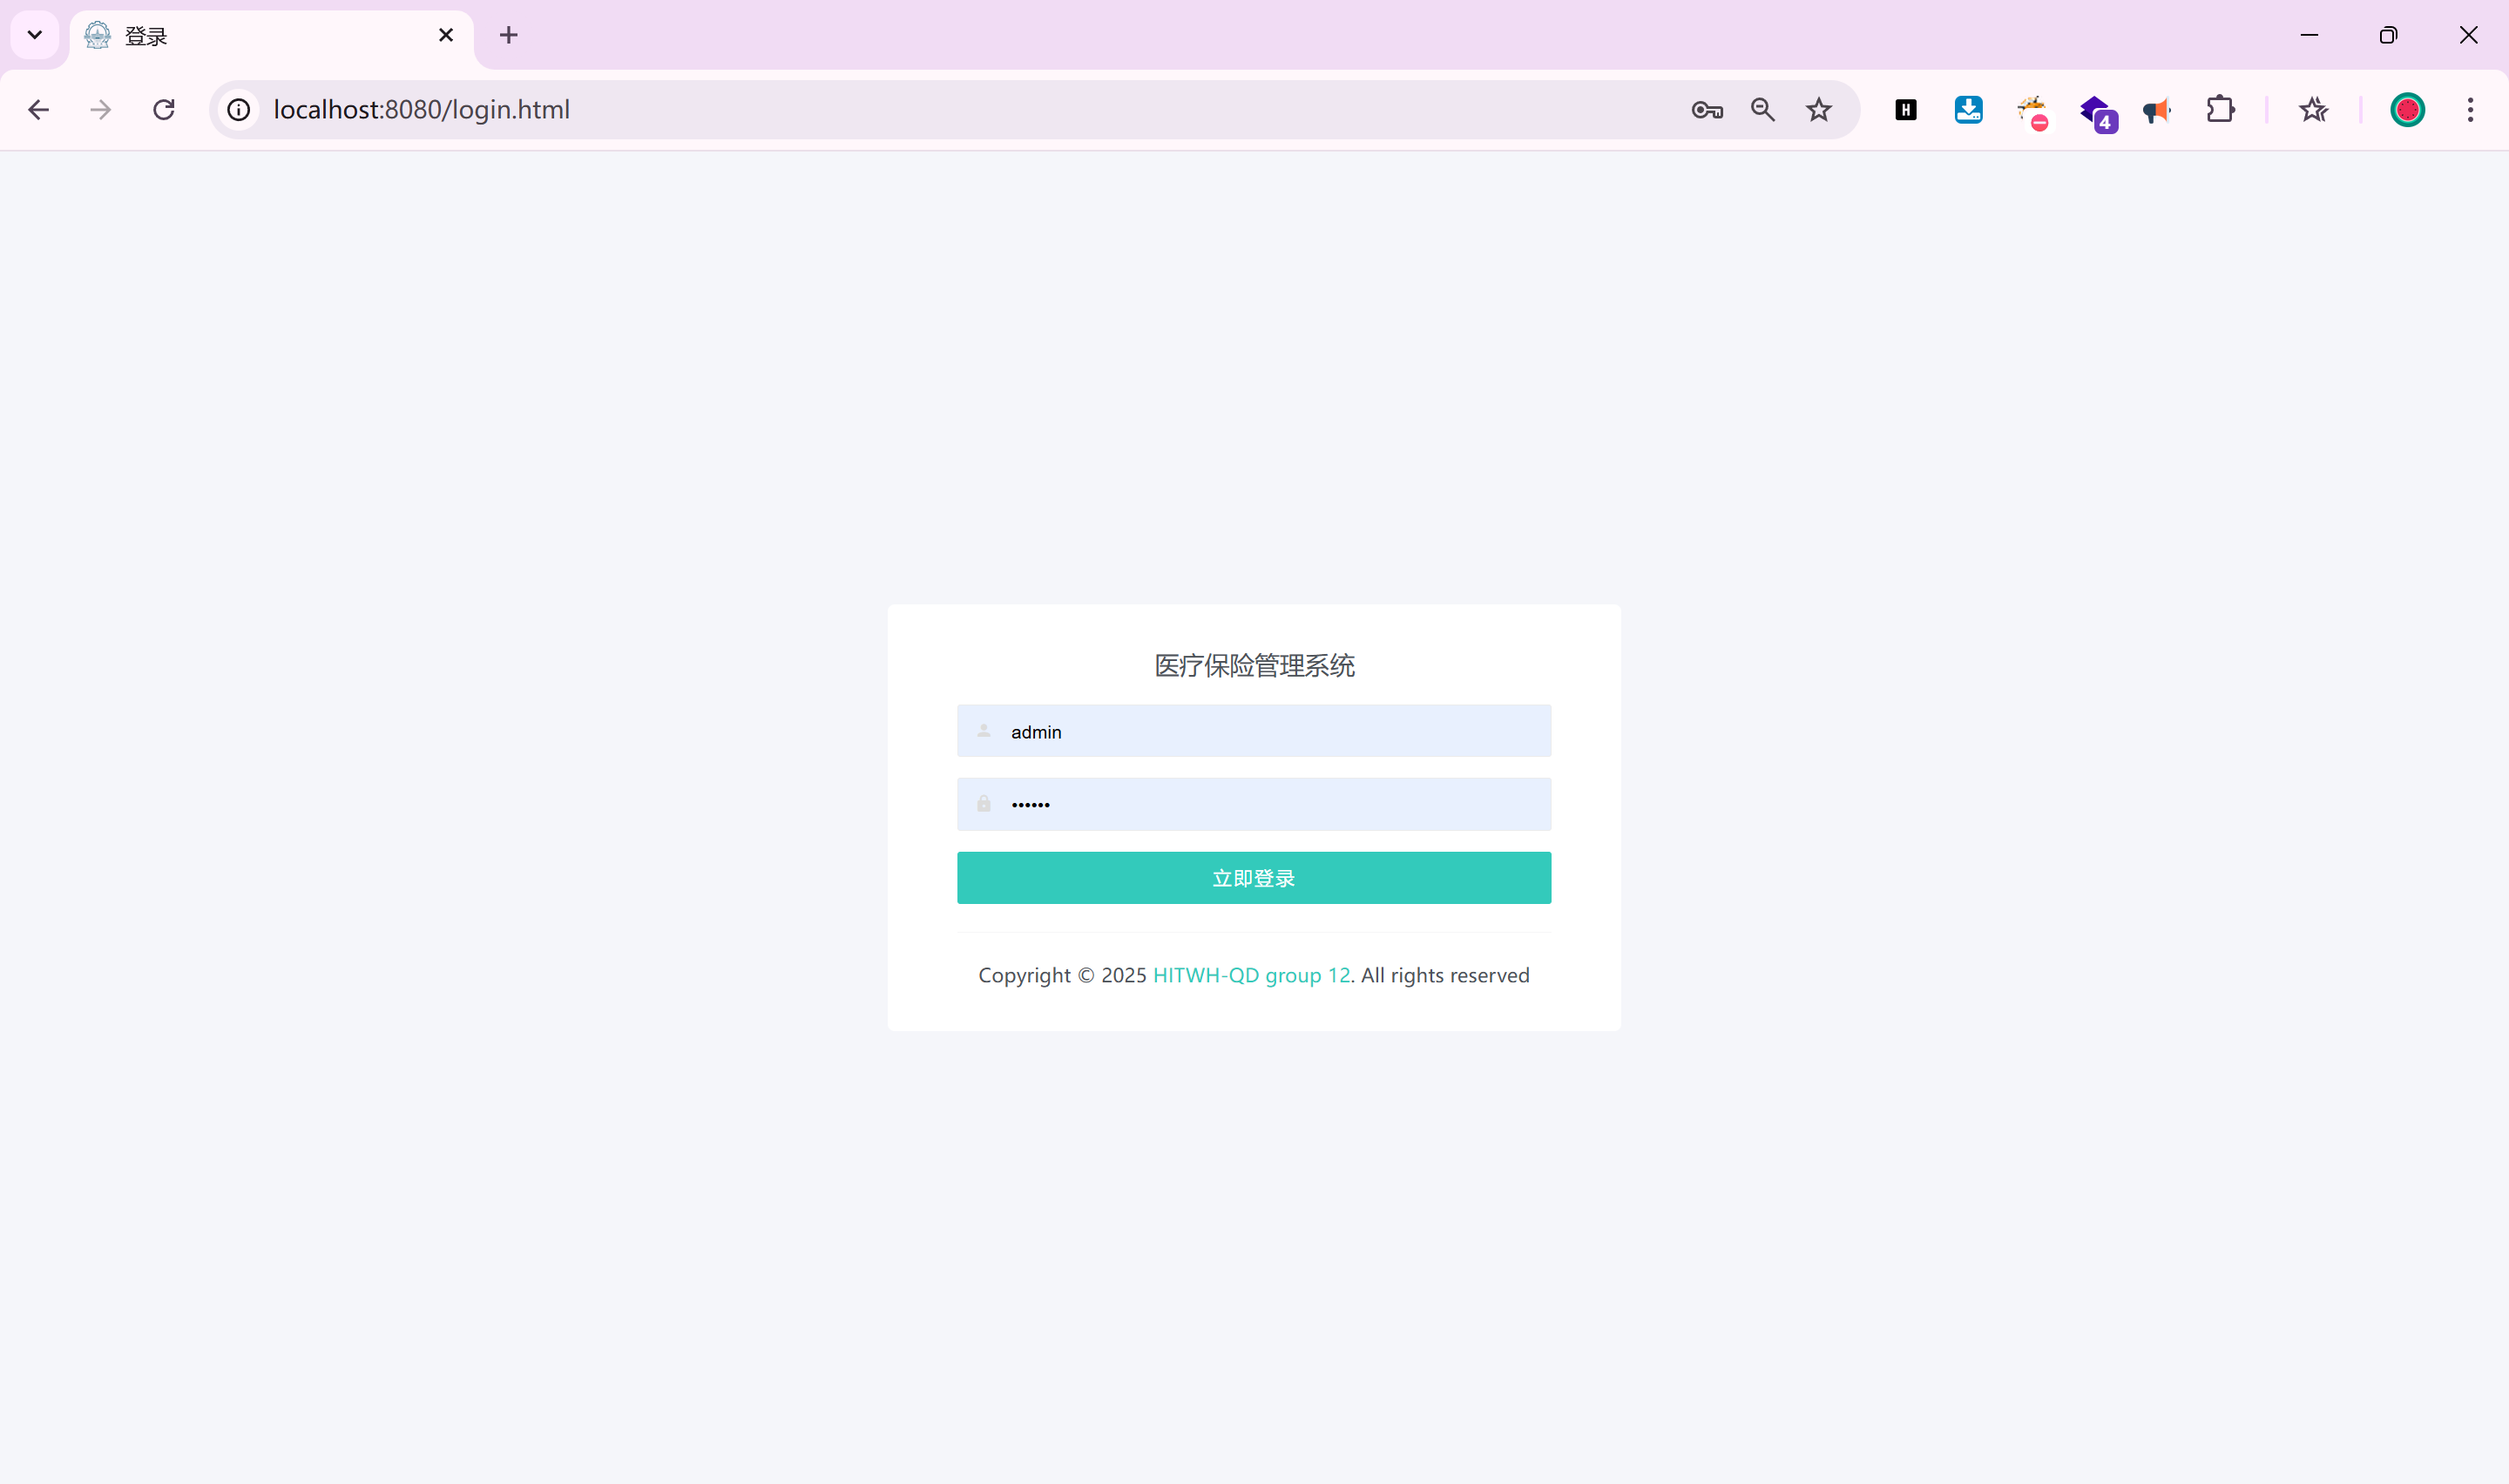 登录
localhost:8080/login.html
H
4
医疗保险管理系统
admin
••••••
立即登录
Copyright © 2025 HITWH-QD group 12. All rights reserved